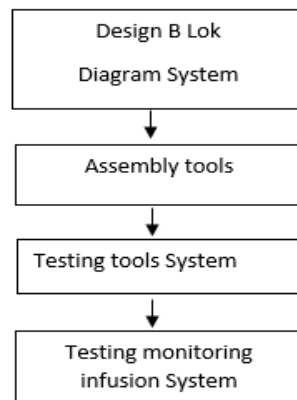 Design B Lok
Diagram System
Assembly tools
Testing tools System
Testing monitoring
infusion System